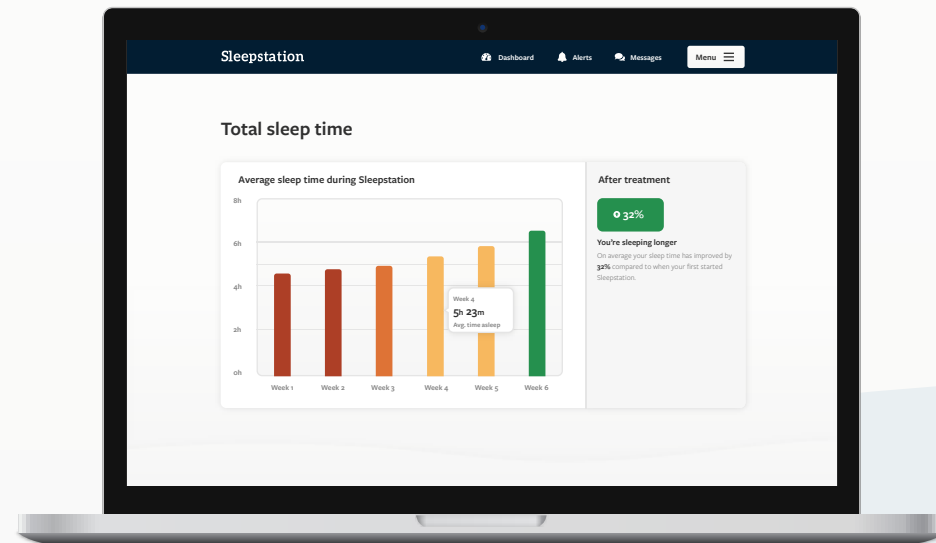 Sleepstation
Dashboard
Alerts
Messages
Menu
Total sleep time
Average sleep time during Sleepstation
8h
6h
4h
2h
0h
Week 4
5h 23m
Avg. time asleep
Week 1
Week 2
Week 3
Week 4
Week 5
Week 6
After treatment
32%
You're sleeping longer
On average your sleep time has improved by
32% compared to when your first started
Sleepstation.